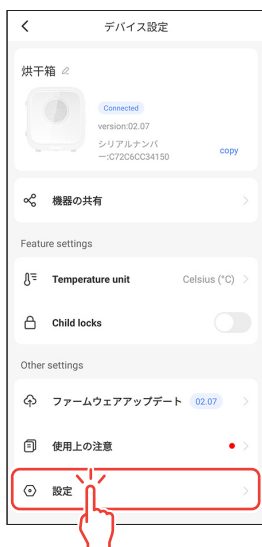 デバイス設定
烘干箱
Connected
version:02.07
シリアルナンバ
ー:C72C6CC34150
copy
機器の共有
Feature settings
Temperature unit
Celsius (°C)
Child locks
Other settings
ファームウェアアップデート
02.07
使用上の注意
設定